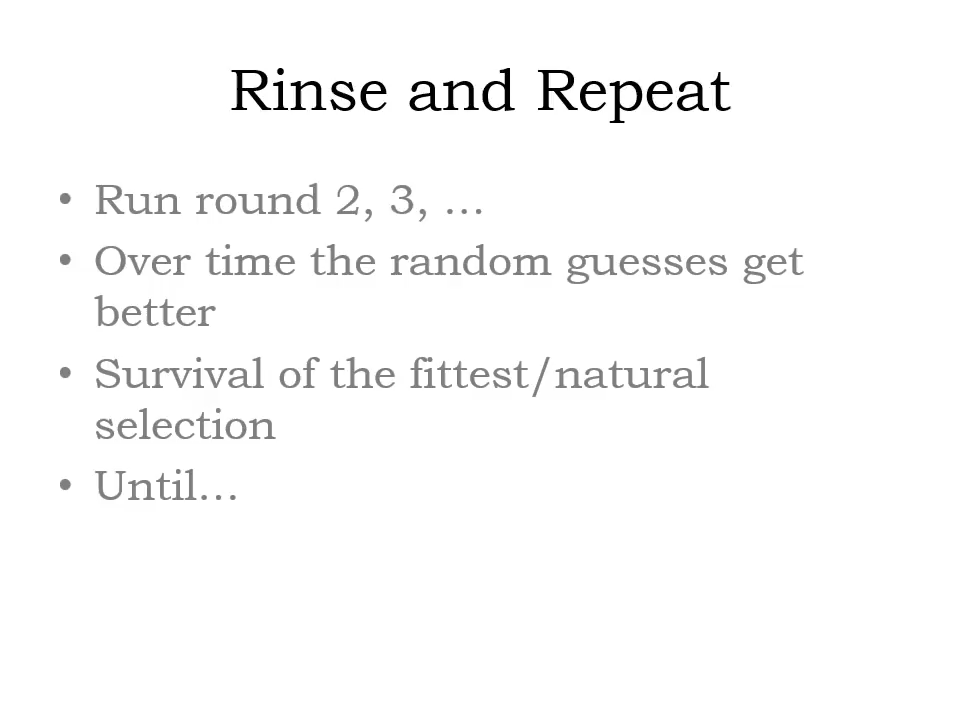 Rinse and Repeat
• Run round 2, 3, …
• Over time the random guesses get
better
• Survival of the fittest/natural
selection
• Until…